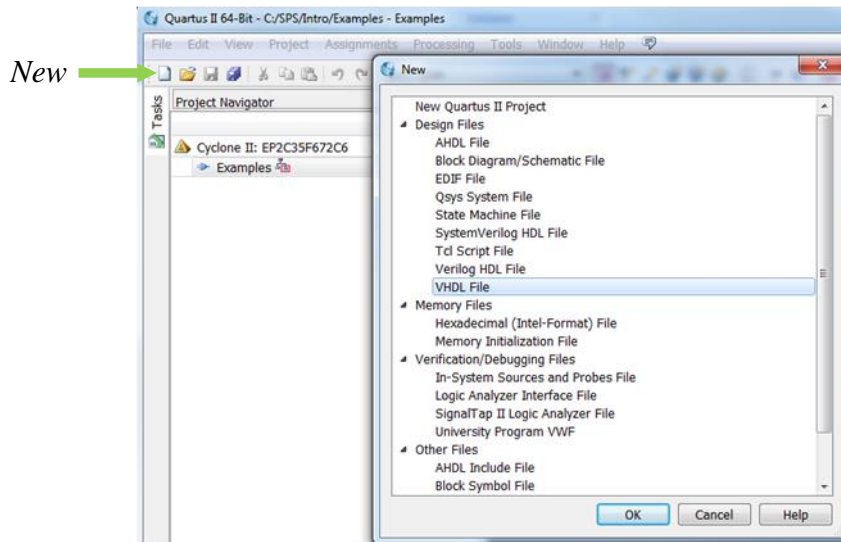 Quartus II 64-Bit - C:/SPS/Intro/Examples - Examples
File Edit View Project Assignments Processing Tools Window Help
New
New
Tasks
Project Navigator
Cyclone II: EP2C35F672C6
Examples
New Quartus II Project
Design Files
AHDL File
Block Diagram/Schematic File
EDIF File
Qsys System File
State Machine File
SystemVerilog HDL File
Tcl Script File
Verilog HDL File
VHDL File
Memory Files
Hexadecimal (Intel-Format) File
Memory Initialization File
Verification/Debugging Files
In-System Sources and Probes File
Logic Analyzer Interface File
SignalTap II Logic Analyzer File
University Program VWF
Other Files
AHDL Include File
Block Symbol File
OK Cancel Help